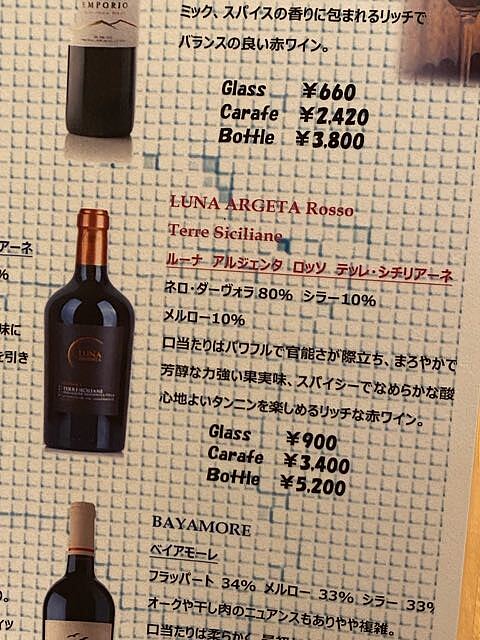 EMPORIO
ミック、スパイスの香りに包まれるリッチで
バランスの良い赤ワイン。
Glass ¥660
Carafe ¥2,420
Bottle ¥3,800
LUNA ARGETA Rosso
Terre Siciliane
ルーナ アルジェンタ ロッソ テッレ・シチリアーネ
ネロ・ダーヴォラ 80% シラー 10%
メルロー 10%
口当たりはパワフルで官能さが際立ち、まろやかで
芳醇な力強い果実味、スパイシーでなめらかな酸
心地よいタンニンを楽しめるリッチな赤ワイン。
Glass ¥900
Carafe ¥3,400
Bottle ¥5,200
アーネ
%
味に
を引き
LUNA
TERRE SICILIANE
BAYAMORE
ベイアモーレ
フラッパート 34% メルロー 33% シラー 33%
オークや干し肉のニュアンスもありやや複雑。
口当たりは柔らかく